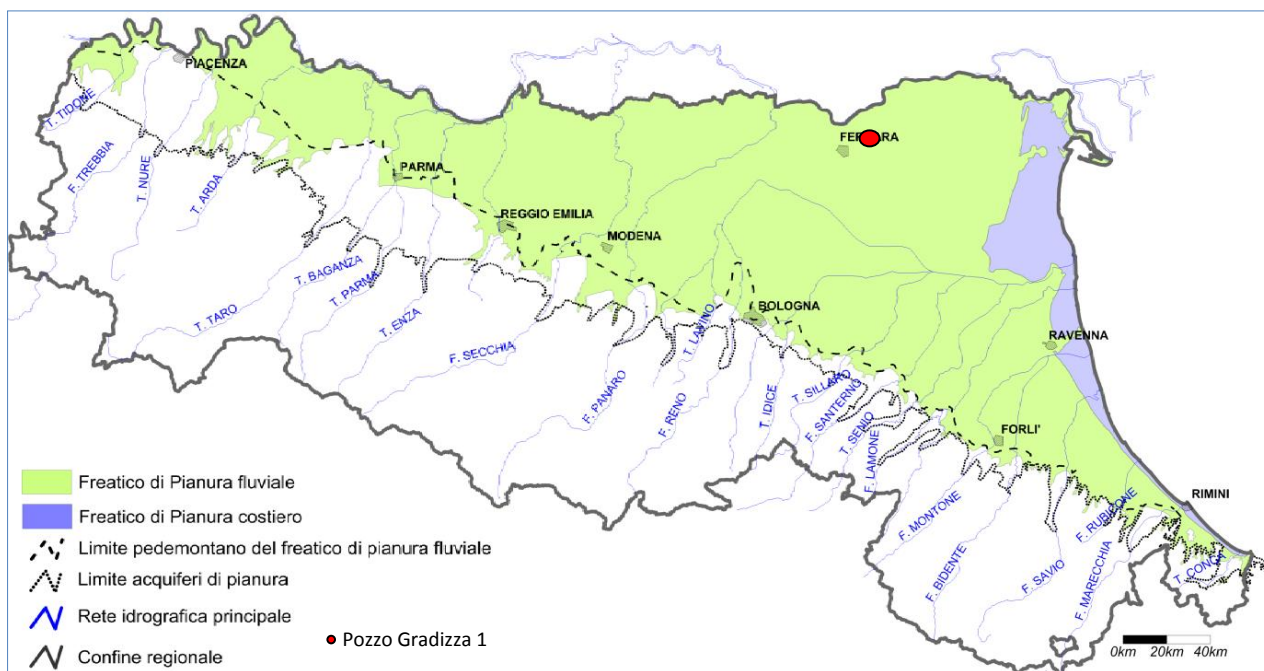 PIACENZA
T. TIDONE
F. TREBBIA
T. NURE
T. ARDA
PARMA
REGGIO EMILIA
MODENA
FERRARA
BOLOGNA
RAVENNA
FORLI'
RIMINI
T. TARO
T. BAGANZA
T. PARMA
T. ENZA
F. SECCHIA
F. PANARO
F. RENO
T. LAVINO
T. IDICE
T. SILLARO
F. SANTERNO
T. SENIO
F. LAMONE
F. MONTONE
F. BIDENTE
F. SAVIO
F. RUBICONE
F. MARECCHIA
T. CONCA
Freatico di Pianura fluviale
Freatico di Pianura costiero
Limite pedemontano del freatico di pianura fluviale
Limite acquiferi di pianura
Rete idrografica principale
Confine regionale
Pozzo Gradizza 1
0km 20km 40km